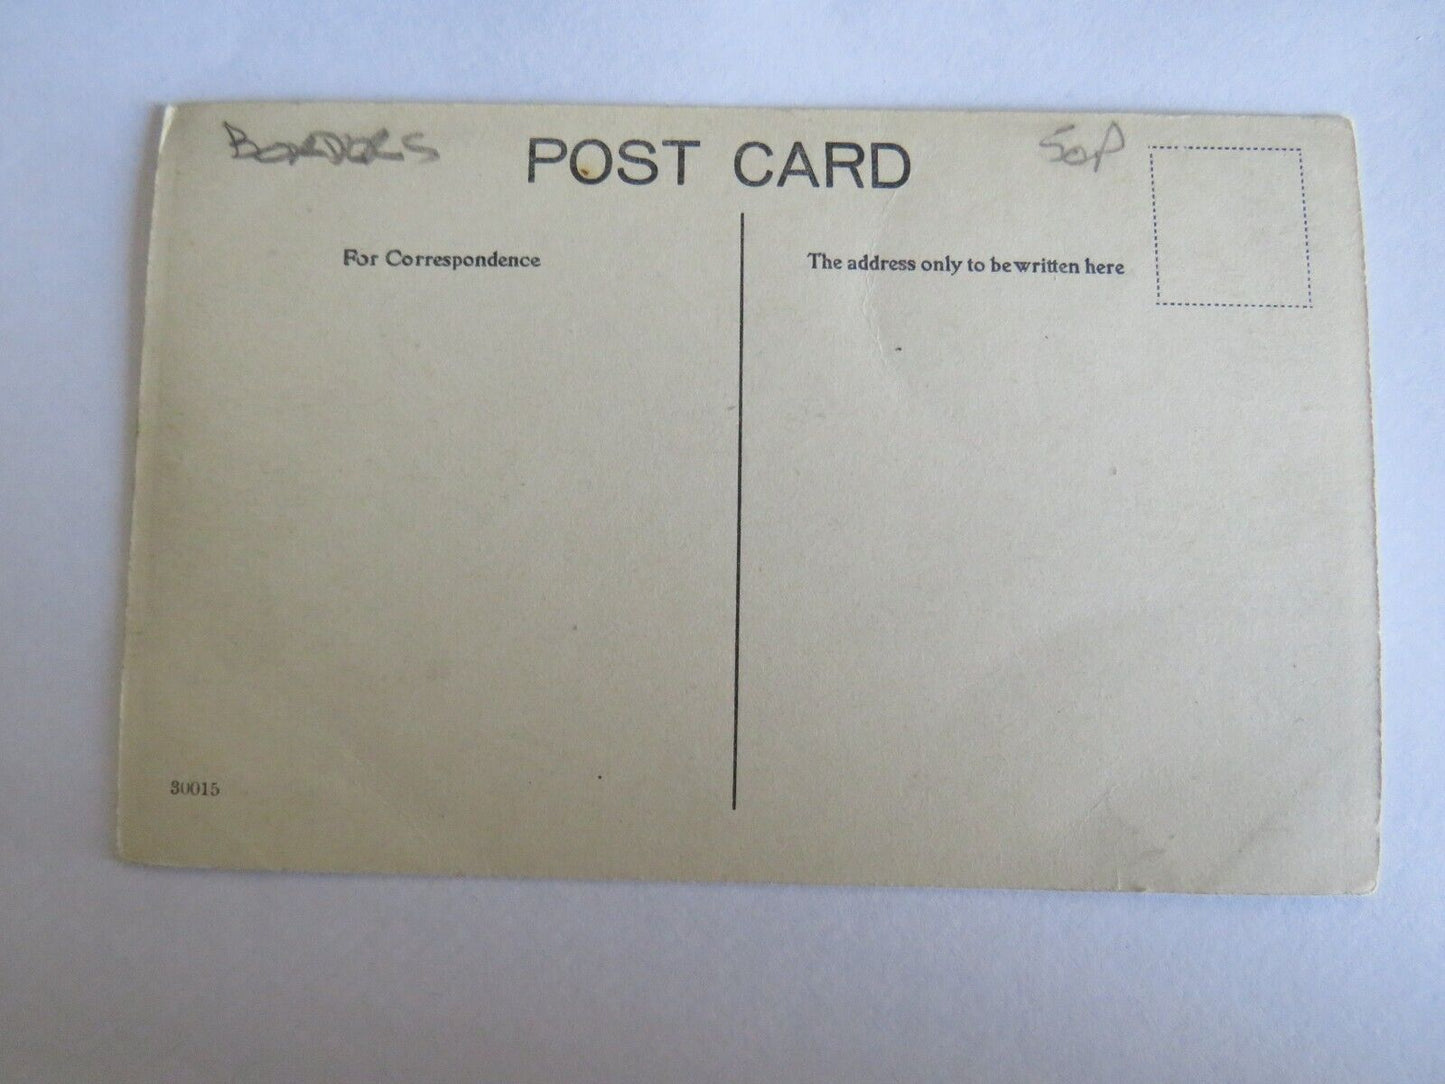 BORDERS
POST CARD
50P
For Correspondence
The address only to be written here
30015